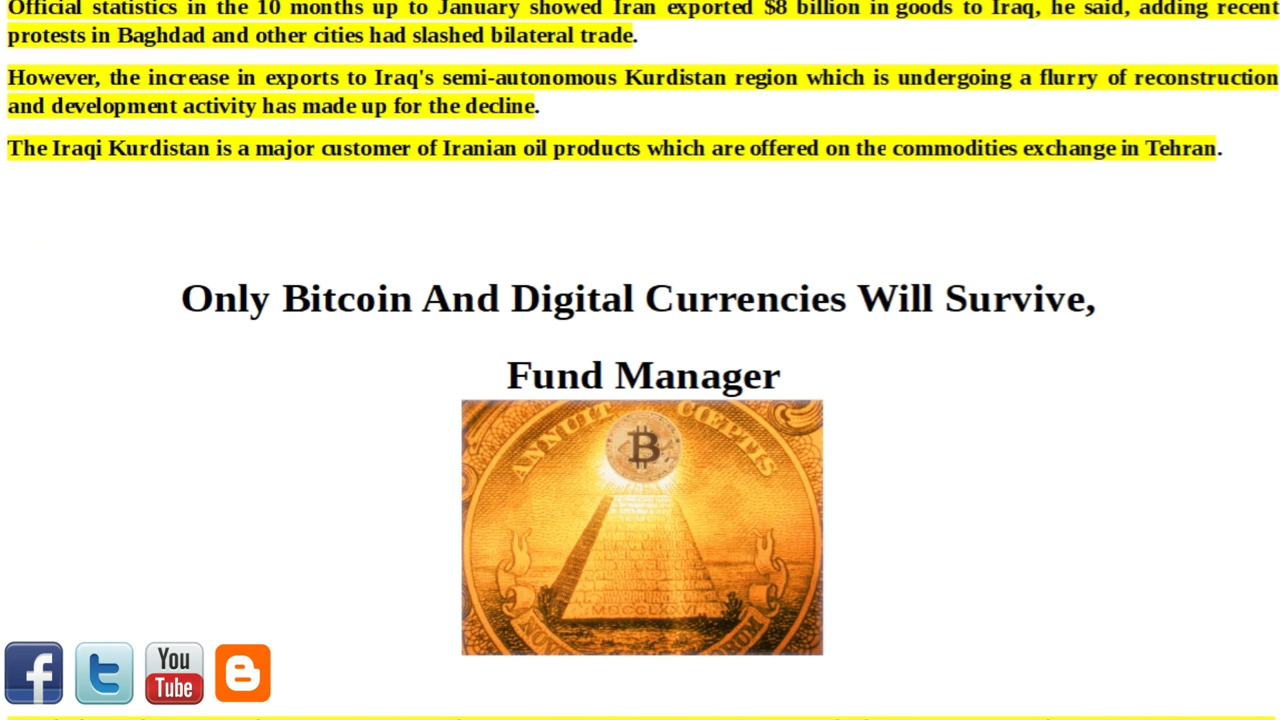 Official statistics in the 10 months up to January showed Iran exported $8 billion in goods to Iraq, he said, adding recent
protests in Baghdad and other cities had slashed bilateral trade.
However, the increase in exports to Iraq's semi-autonomous Kurdistan region which is undergoing a flurry of reconstruction
and development activity has made up for the decline.
The Iraqi Kurdistan is a major customer of Iranian oil products which are offered on the commodities exchange in Tehran.
Only Bitcoin And Digital Currencies Will Survive,
Fund Manager
ANNUIT CŒPTIS
B
MDCCLXXVI
f
t
You
Tube
B